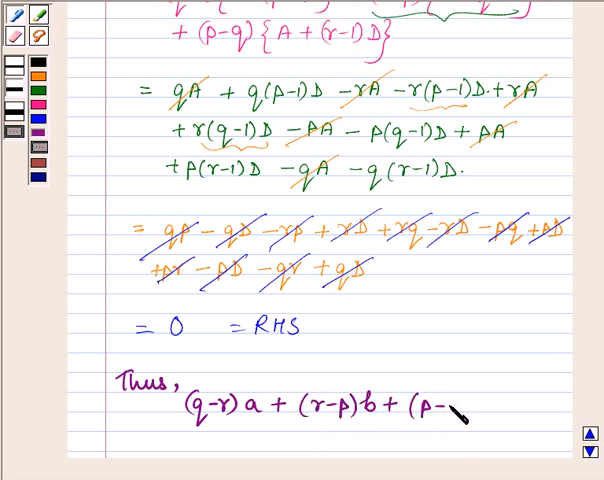 + (p-q) {A + (r-1) D}
= qA + q(p-1)D - rA - r(p-1)D + rA
+ r(q-1)D - pA - p(q-1)D + pA
+ p(r-1)D - qA - q(r-1)D.
= qp - qD - rp + rD + rq - rD - pq + pD
+ pr - pD - qr + qD
= 0 = RHS
Thus,
(q-r) a + (r-p) b + (p-